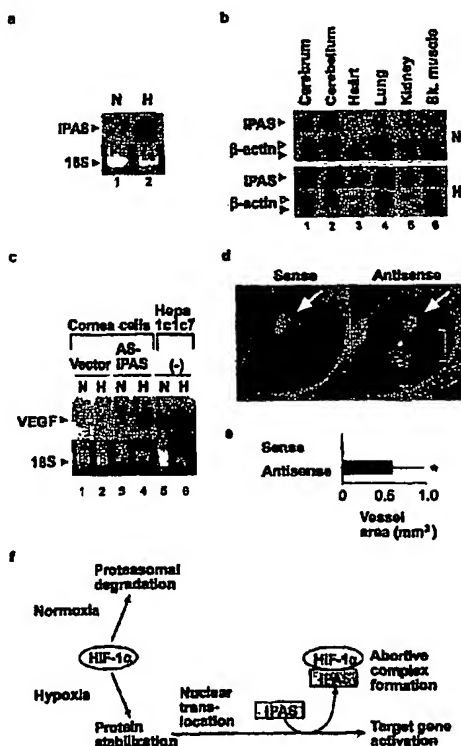 a
N H
IPAS
18S
1 2
b
Cerebrum
Cerebellum
Heart
Lung
Kidney
Sk. muscle
IPAS
β-actin
N
IPAS
β-actin
H
1 2 3 4 5 6
c
Hepa
1c1c7
Cornea cells
AS-
Vector IPAS (-)
N H N H N H
VEGF
18S
1 2 3 4 5 6
d
Sense Antisense
e
Sense
Antisense
*
0 0.5 1.0
Vessel
area (mm³)
f
Proteasomal
degradation
Normoxia
HIF-1α
Hypoxia
Protein
stabilization
Nuclear
trans-
location
IPAS
HIF-1α
IPAS
Abortive
complex
formation
Target gene
activation